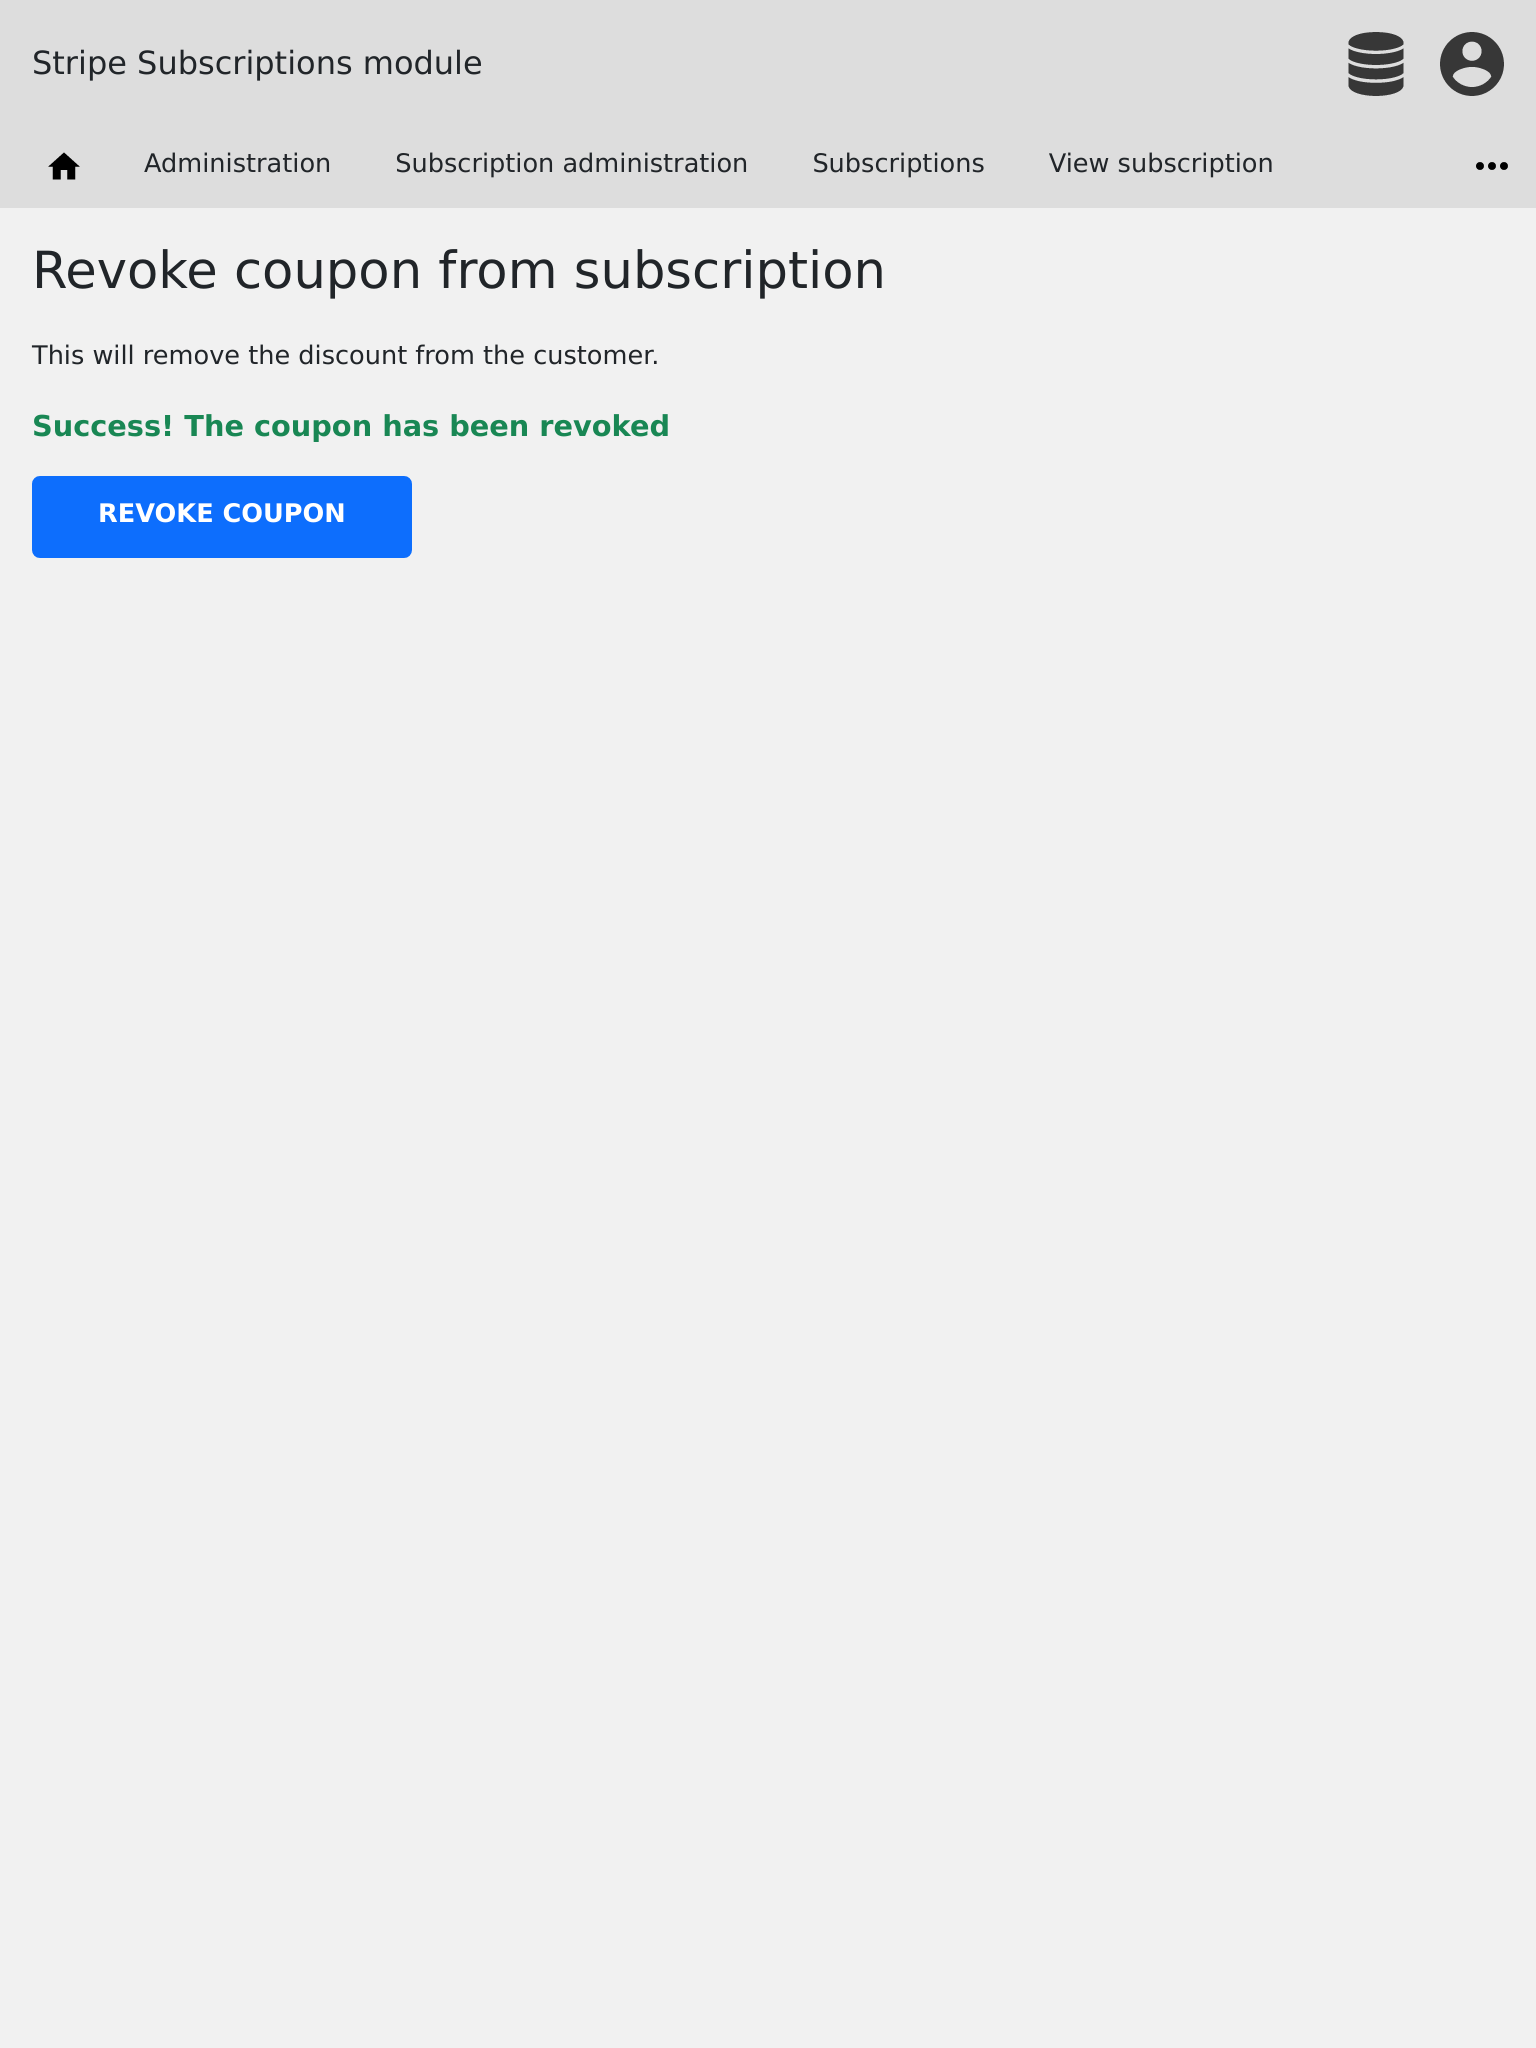 Stripe Subscriptions module
Administration Subscription administration Subscriptions View subscription
Revoke coupon from subscription
This will remove the discount from the customer.
Success! The coupon has been revoked
REVOKE COUPON